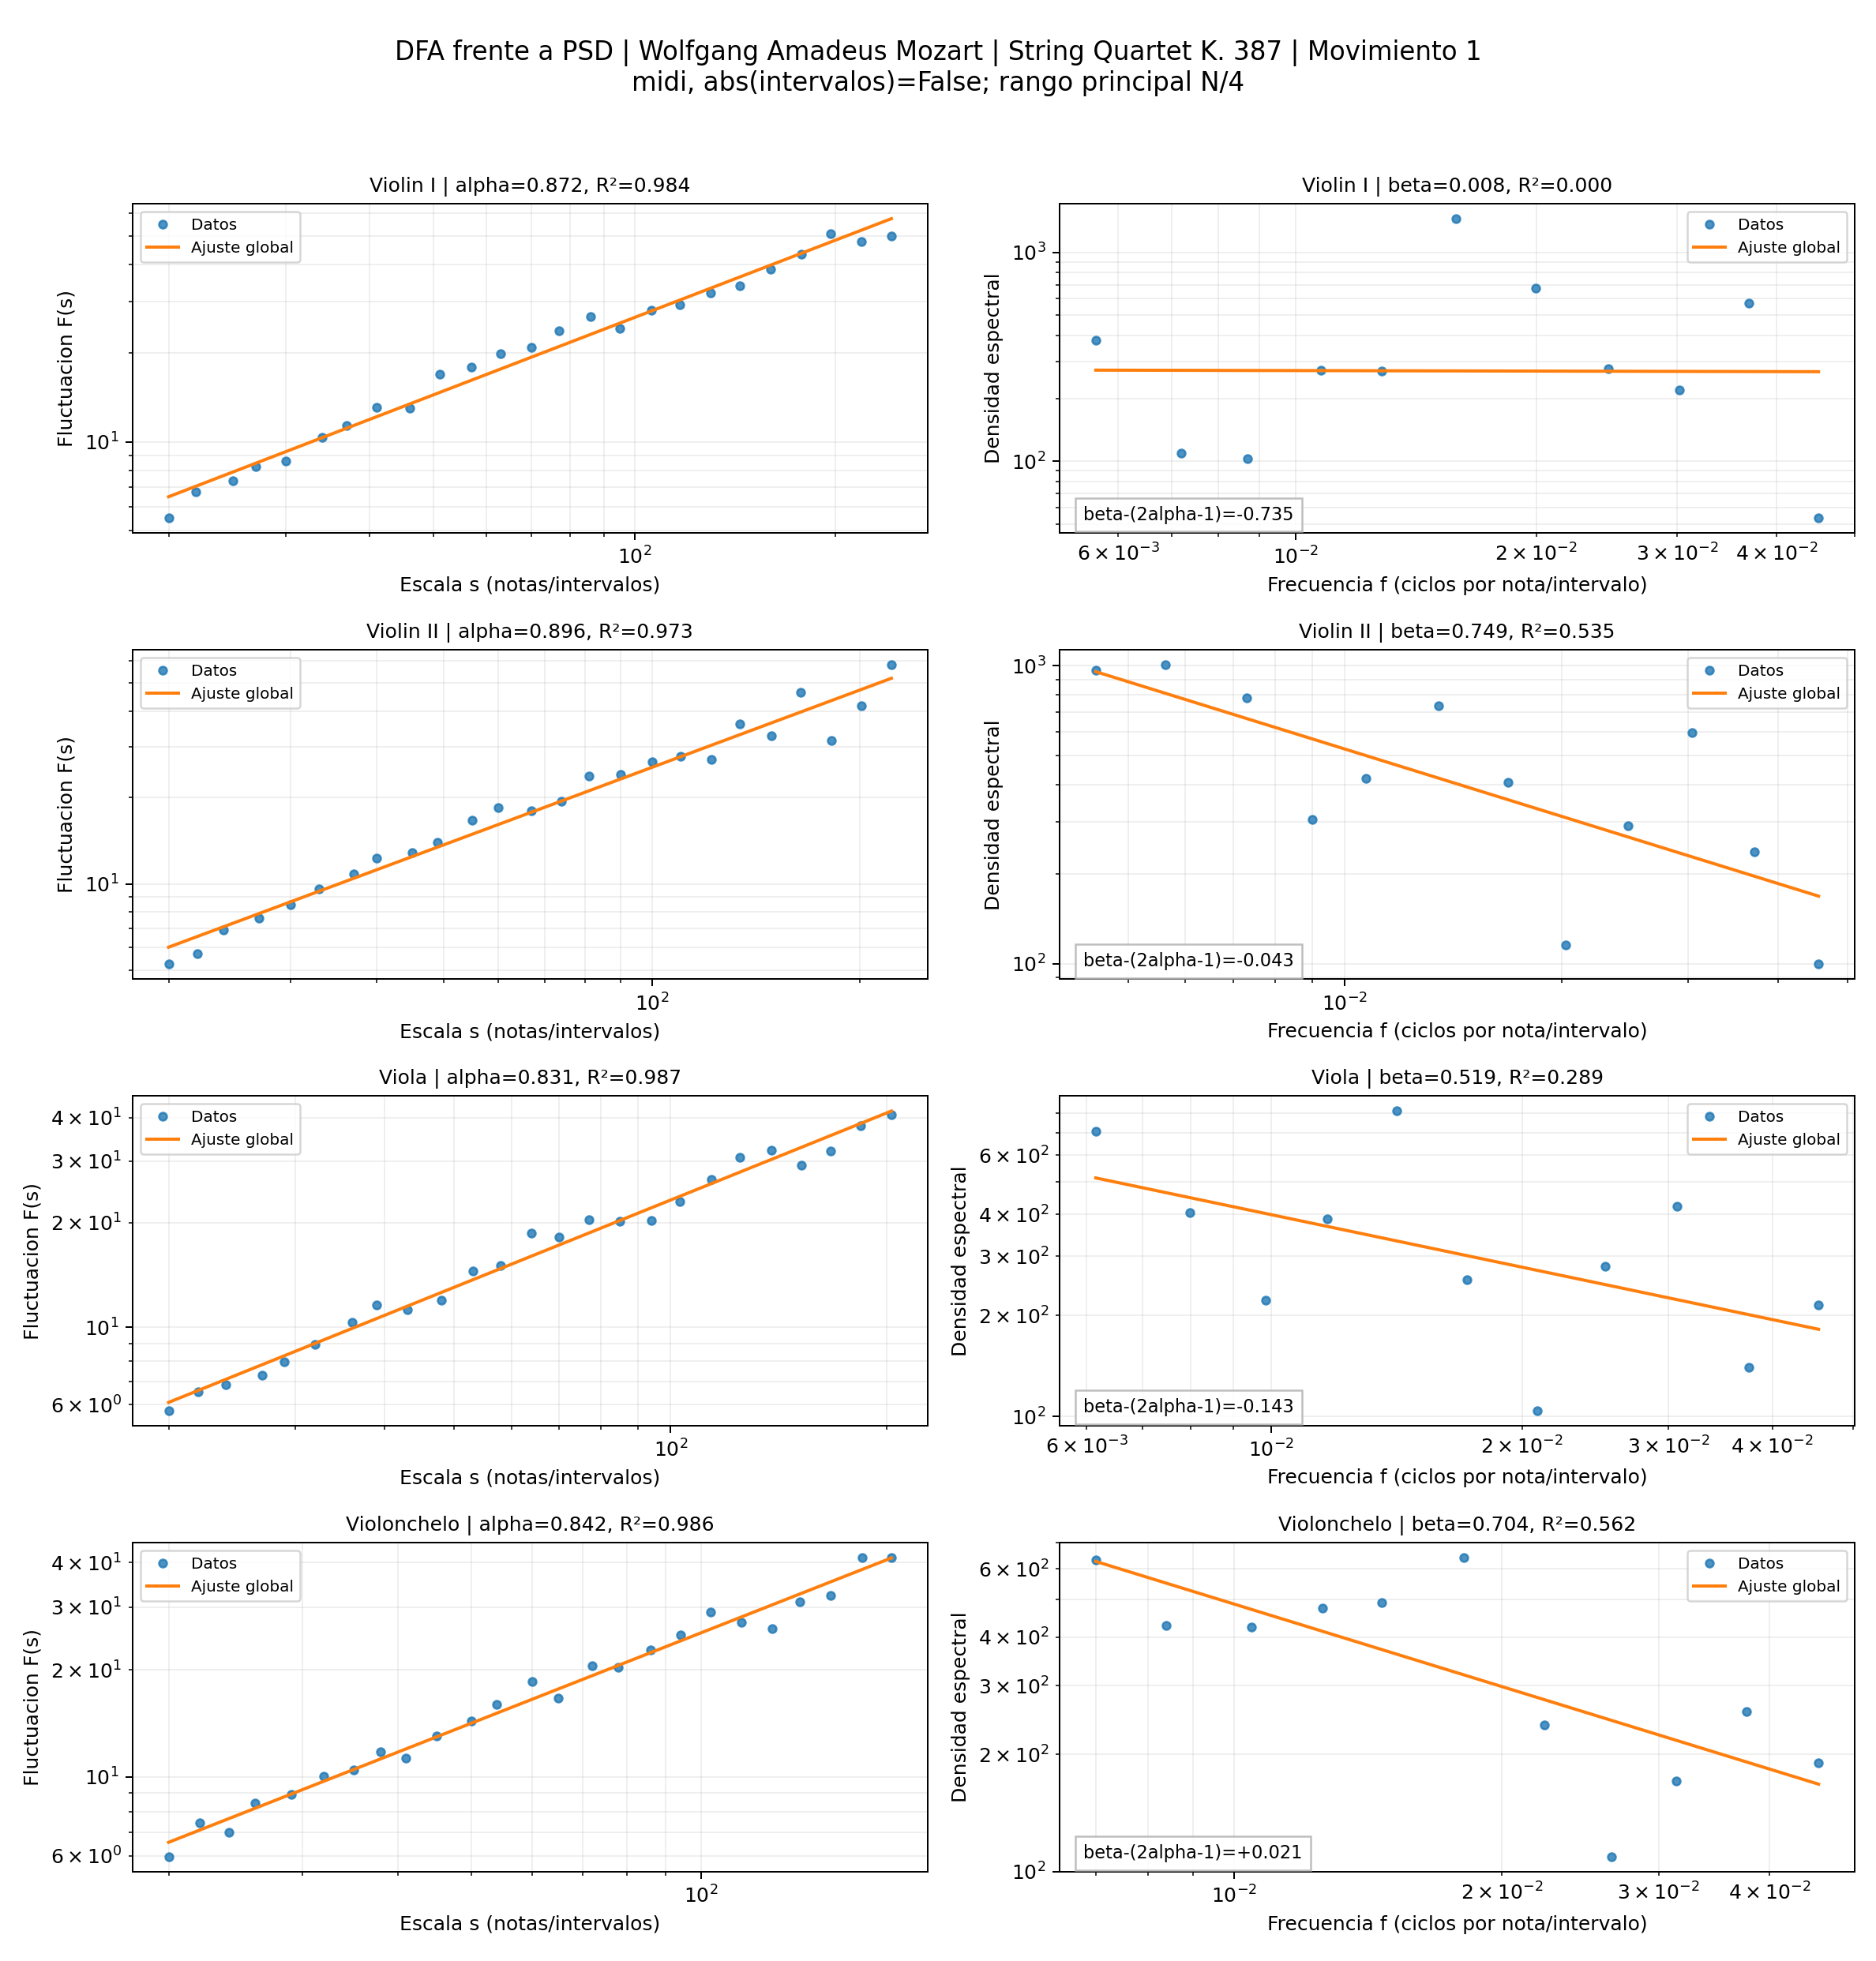 DFA frente a PSD | Wolfgang Amadeus Mozart | String Quartet K. 387 | Movimiento 1
midi, abs(intervalos)=False; rango principal N/4
Violin I | alpha=0.872, R²=0.984
Datos
Ajuste global
Fluctuacion F(s)
10¹
10²
Escala s (notas/intervalos)
Violin I | beta=0.008, R²=0.000
Datos
Ajuste global
Densidad espectral
10³
10²
beta-(2alpha-1)=-0.735
6×10⁻³ 10⁻² 2×10⁻² 3×10⁻² 4×10⁻²
Frecuencia f (ciclos por nota/intervalo)
Violin II | alpha=0.896, R²=0.973
Datos
Ajuste global
Fluctuacion F(s)
10¹
10²
Escala s (notas/intervalos)
Violin II | beta=0.749, R²=0.535
Datos
Ajuste global
Densidad espectral
10³
10²
beta-(2alpha-1)=-0.043
10⁻²
Frecuencia f (ciclos por nota/intervalo)
Viola | alpha=0.831, R²=0.987
Datos
Ajuste global
Fluctuacion F(s)
4×10¹
3×10¹
2×10¹
10¹
6×10⁰
10²
Escala s (notas/intervalos)
Viola | beta=0.519, R²=0.289
Datos
Ajuste global
Densidad espectral
6×10²
4×10²
3×10²
2×10²
10²
beta-(2alpha-1)=-0.143
6×10⁻³ 10⁻² 2×10⁻² 3×10⁻² 4×10⁻²
Frecuencia f (ciclos por nota/intervalo)
Violonchelo | alpha=0.842, R²=0.986
Datos
Ajuste global
Fluctuacion F(s)
4×10¹
3×10¹
2×10¹
10¹
6×10⁰
10²
Escala s (notas/intervalos)
Violonchelo | beta=0.704, R²=0.562
Datos
Ajuste global
Densidad espectral
6×10²
4×10²
3×10²
2×10²
10²
beta-(2alpha-1)=+0.021
10⁻² 2×10⁻² 3×10⁻² 4×10⁻²
Frecuencia f (ciclos por nota/intervalo)